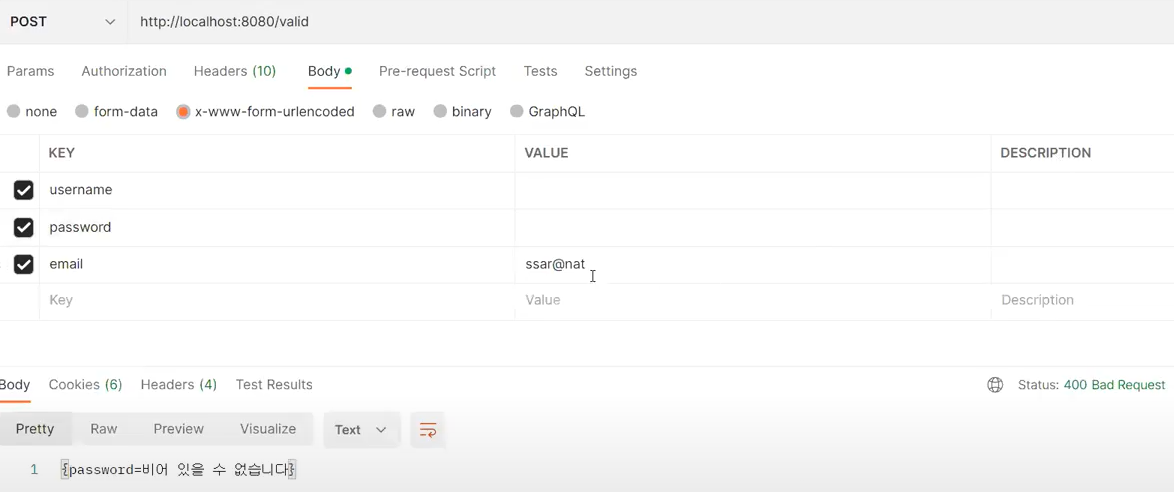 POST http://localhost:8080/valid
Params Authorization Headers (10) Body Pre-request Script Tests Settings
none form-data x-www-form-urlencoded raw binary GraphQL
KEY VALUE DESCRIPTION
username
password
email ssar@nat
Key Value Description
Body Cookies (6) Headers (4) Test Results Status: 400 Bad Request
Pretty Raw Preview Visualize Text
1 {password=비어 있을 수 없습니다}